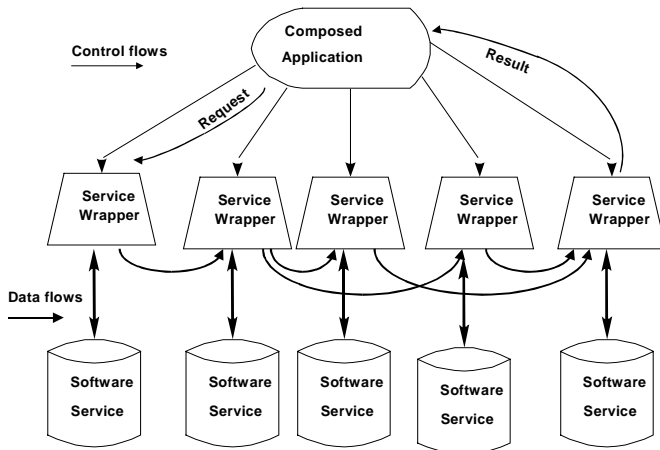 Composed
Application
Control flows
Result
Request
Service
Wrapper
Service
Wrapper
Service
Wrapper
Service
Wrapper
Service
Wrapper
Data flows
Software
Service
Software
Service
Software
Service
Software
Service
Software
Service